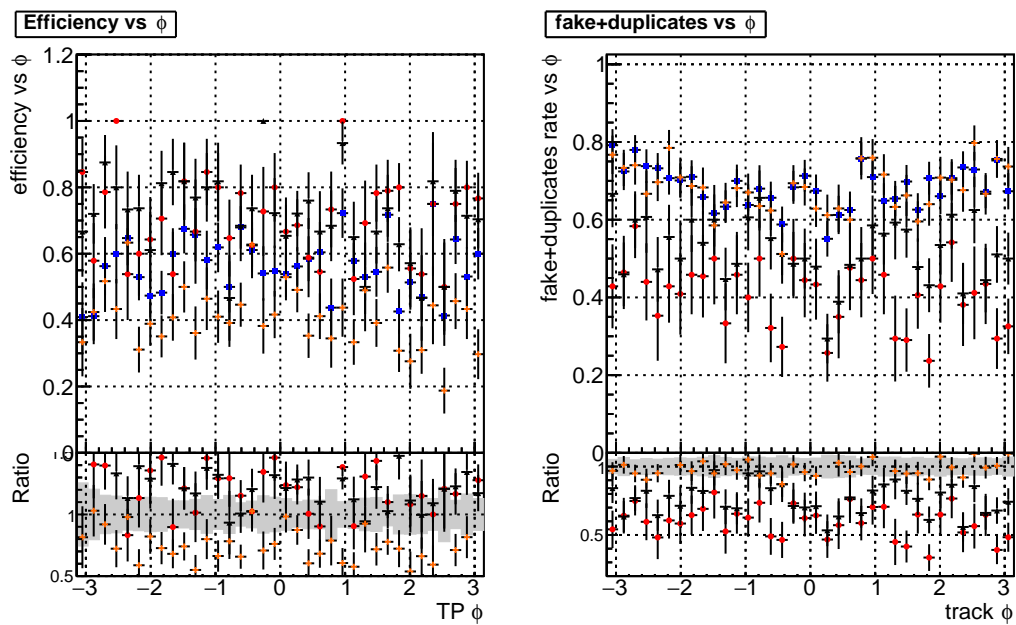 Efficiency vs ϕ
efficiency vs ϕ
1.2
1
0.8
0.6
0.4
0.2
0
Ratio
1
0.5
−3 −2 −1 0 1 2 3
TP ϕ
fake+duplicates vs ϕ
fake+duplicates rate vs ϕ
1
0.8
0.6
0.4
0.2
0
Ratio
1
0.5
−3 −2 −1 0 1 2 3
track ϕ